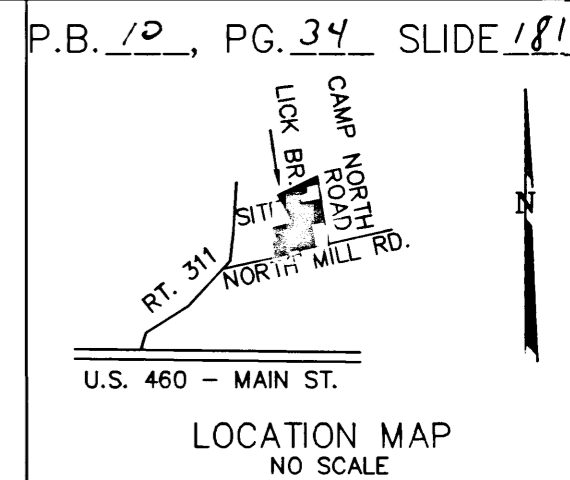 P.B. 10, PG. 34 SLIDE 181
LICK BR.
CAMP NORTH
ROAD
N
SIT
RT. 311
NORTH MILL RD.
U.S. 460 - MAIN ST.
LOCATION MAP
NO SCALE